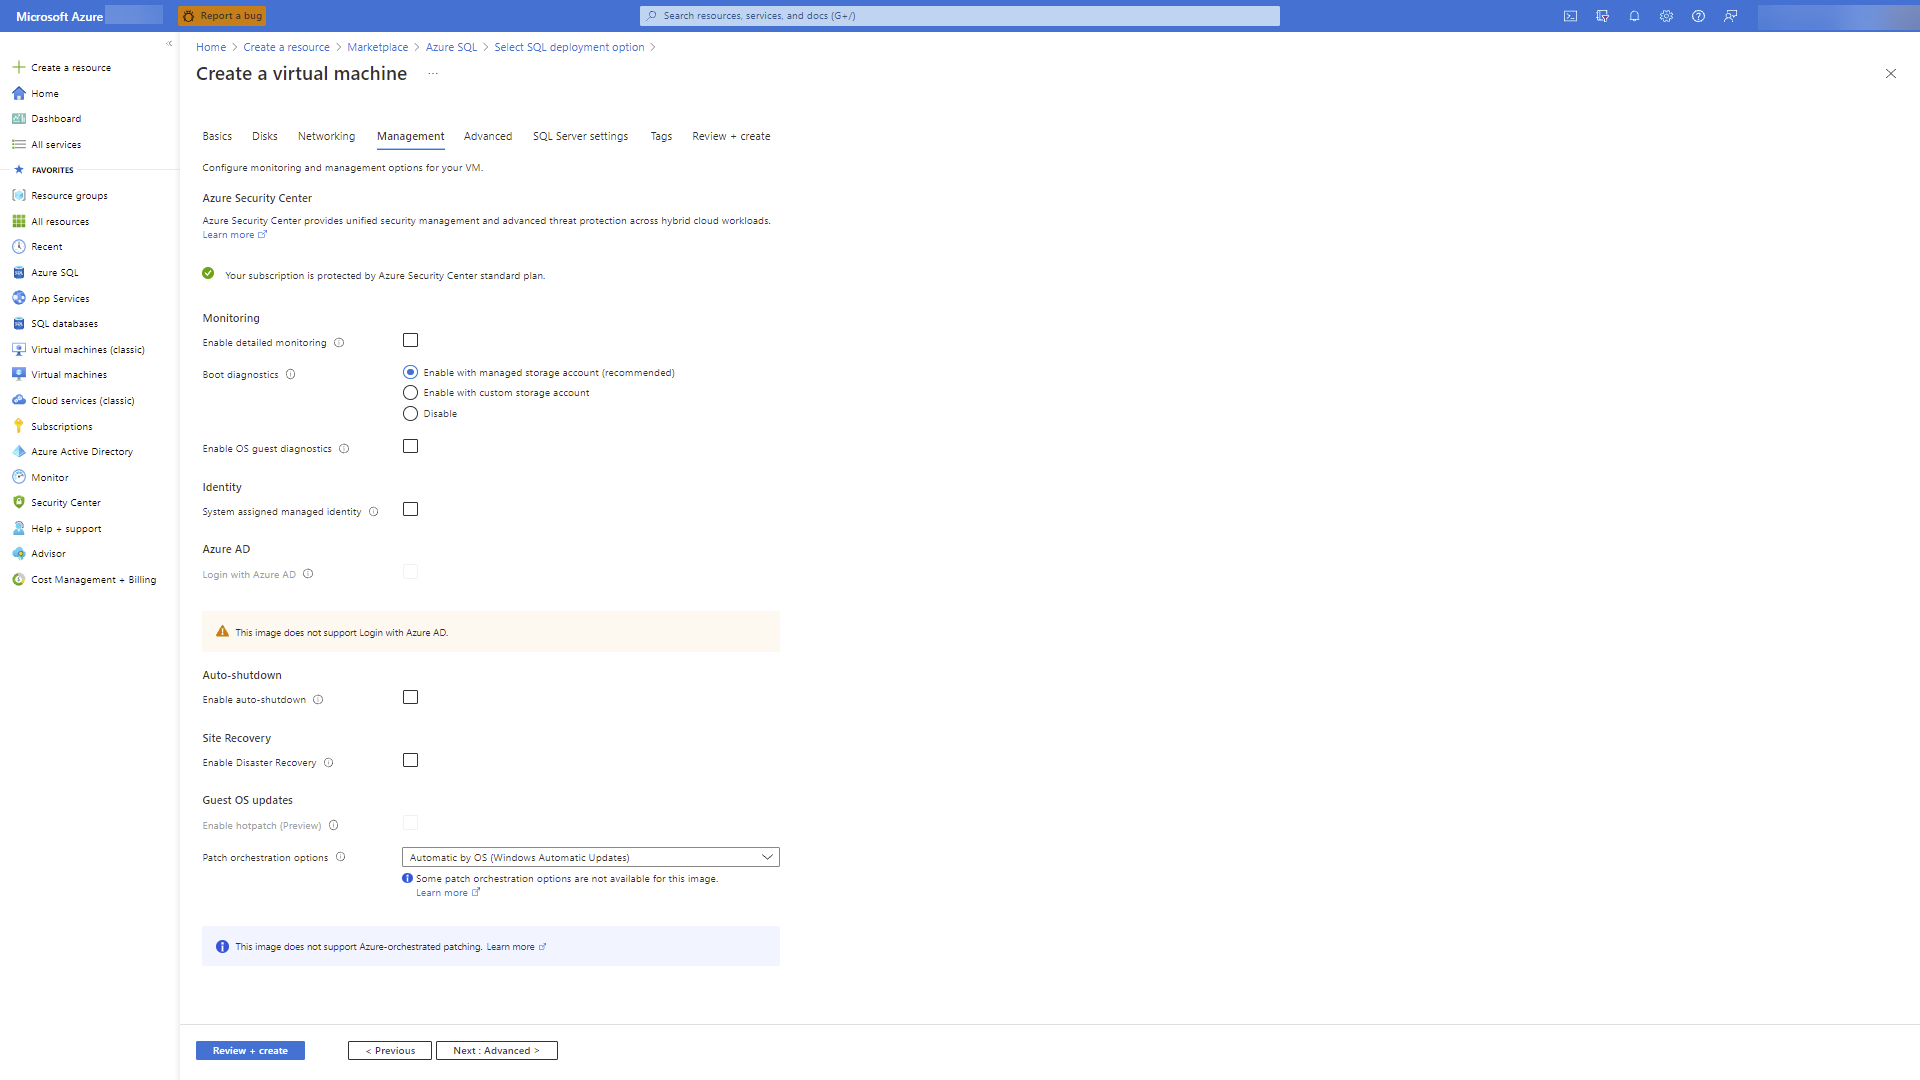 Microsoft Azure
Report a bug
Search resources, services, and docs (G+/)
Create a resource
Home
Dashboard
All services
FAVORITES
Resource groups
All resources
Recent
Azure SQL
App Services
SQL databases
Virtual machines (classic)
Virtual machines
Cloud services (classic)
Subscriptions
Azure Active Directory
Monitor
Security Center
Help + support
Advisor
Cost Management + Billing
Home > Create a resource > Marketplace > Azure SQL > Select SQL deployment option >
Create a virtual machine ...
Basics Disks Networking Management Advanced SQL Server settings Tags Review + create
Configure monitoring and management options for your VM.
Azure Security Center
Azure Security Center provides unified security management and advanced threat protection across hybrid cloud workloads.
Learn more
Your subscription is protected by Azure Security Center standard plan.
Monitoring
Enable detailed monitoring
Boot diagnostics
Enable with managed storage account (recommended)
Enable with custom storage account
Disable
Enable OS guest diagnostics
Identity
System assigned managed identity
Azure AD
Login with Azure AD
This image does not support Login with Azure AD.
Auto-shutdown
Enable auto-shutdown
Site Recovery
Enable Disaster Recovery
Guest OS updates
Enable hotpatch (Preview)
Patch orchestration options
Automatic by OS (Windows Automatic Updates)
Some patch orchestration options are not available for this image.
Learn more
This image does not support Azure-orchestrated patching. Learn more
Review + create
< Previous
Next : Advanced >